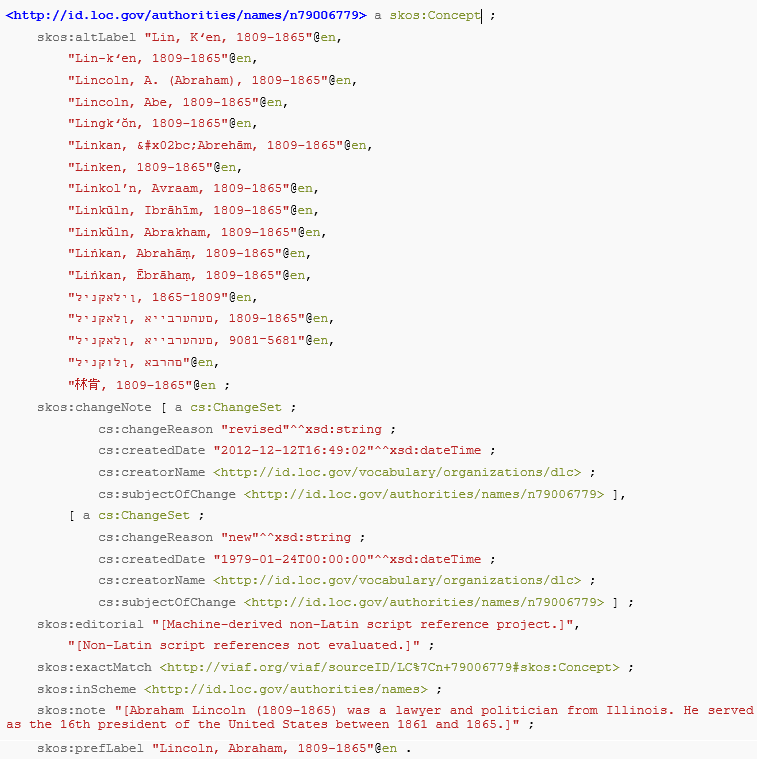 <http://id.loc.gov/authorities/names/n79006779> a skos:Concept ;
skos:altLabel "Lin, Kʻen, 1809-1865"@en,
"Lin-kʻen, 1809-1865"@en,
"Lincoln, A. (Abraham), 1809-1865"@en,
"Lincoln, Abe, 1809-1865"@en,
"Lingkʻŏn, 1809-1865"@en,
"Linkan, &#x02bc;Abrehām, 1809-1865"@en,
"Linken, 1809-1865"@en,
"Linkolʹn, Avraam, 1809-1865"@en,
"Linkūln, Ibrāhīm, 1809-1865"@en,
"Linkŭln, Abrakham, 1809-1865"@en,
"Liṅkan, Abrahāṃ, 1809-1865"@en,
"Liṅkan, Ēbrāhaṃ, 1809-1865"@en,
"לינקאליון, 1809־1865"@en,
"לינקאלן, אייברעהעם, 1809-1865"@en,
"לינקאלן, אייברעהעם, 1865־1809"@en,
"לינקולן, אברהם"@en,
"林肯, 1809-1865"@en ;
skos:changeNote [ a cs:ChangeSet ;
cs:changeReason "revised"^^xsd:string ;
cs:createdDate "2012-12-12T16:49:02"^^xsd:dateTime ;
cs:creatorName <http://id.loc.gov/vocabulary/organizations/dlc> ;
cs:subjectOfChange <http://id.loc.gov/authorities/names/n79006779> ],
[ a cs:ChangeSet ;
cs:changeReason "new"^^xsd:string ;
cs:createdDate "1979-01-24T00:00:00"^^xsd:dateTime ;
cs:creatorName <http://id.loc.gov/vocabulary/organizations/dlc> ;
cs:subjectOfChange <http://id.loc.gov/authorities/names/n79006779> ] ;
skos:editorial "[Machine-derived non-Latin script reference project.]",
"[Non-Latin script references not evaluated.]" ;
skos:exactMatch <http://viaf.org/viaf/sourceID/LC%7Cn+79006779#skos:Concept> ;
skos:inScheme <http://id.loc.gov/authorities/names> ;
skos:note "[Abraham Lincoln (1809-1865) was a lawyer and politician from Illinois. He served
as the 16th president of the United States between 1861 and 1865.]" ;
skos:prefLabel "Lincoln, Abraham, 1809-1865"@en .